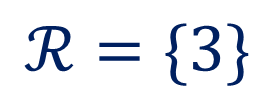 ℛ = {3}